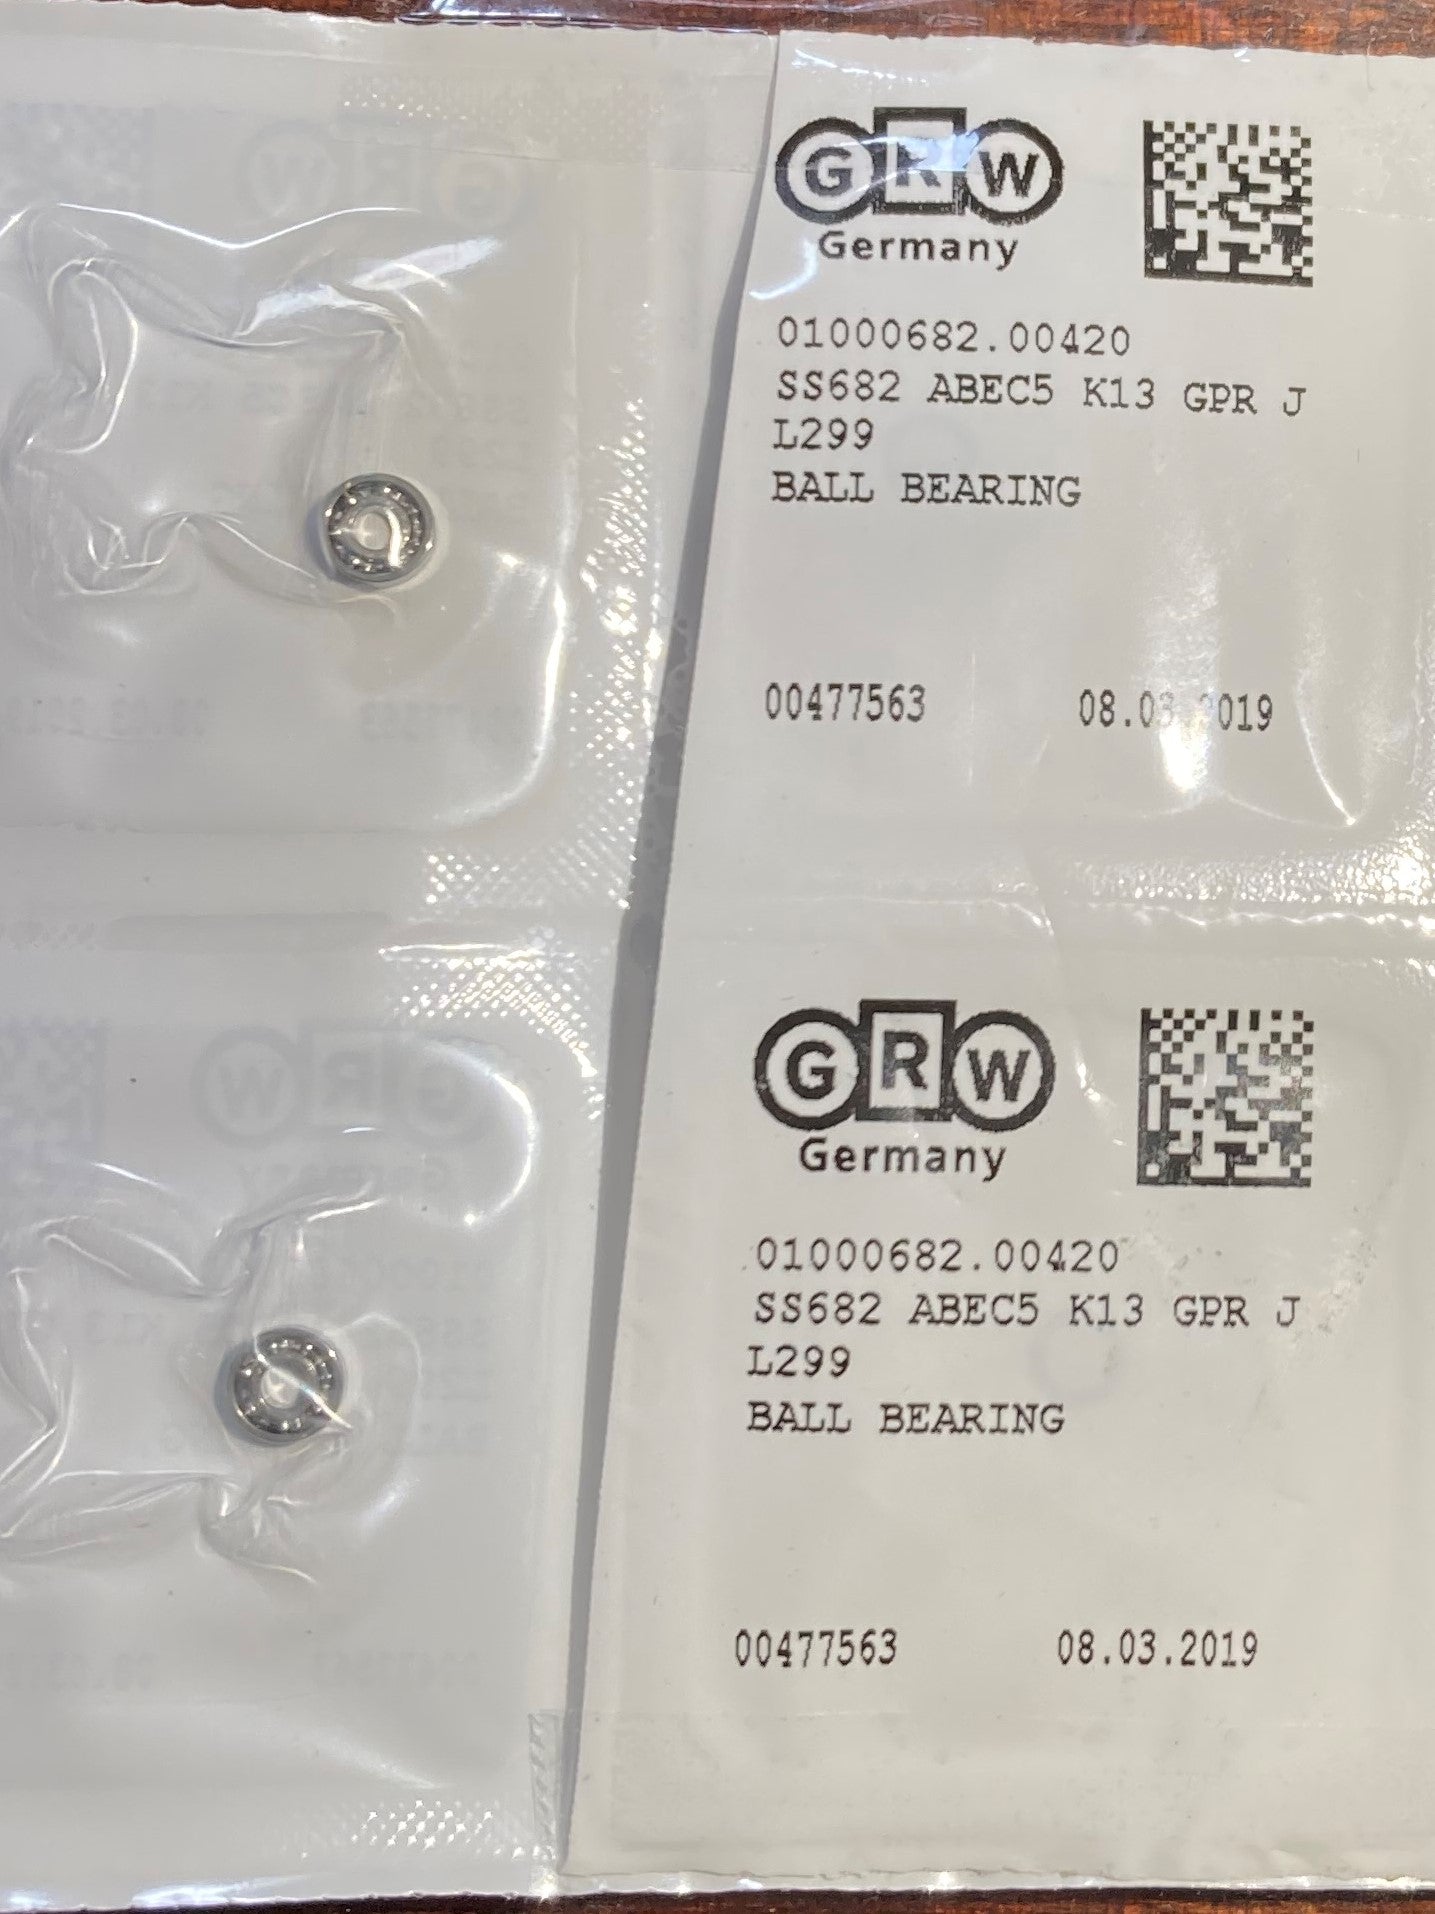 GRW
Germany
01000682.00420
SS682 ABEC5 K13 GPR J
L299
BALL BEARING
00477563 08.03.2019
GRW
Germany
01000682.00420
SS682 ABEC5 K13 GPR J
L299
BALL BEARING
00477563 08.03.2019